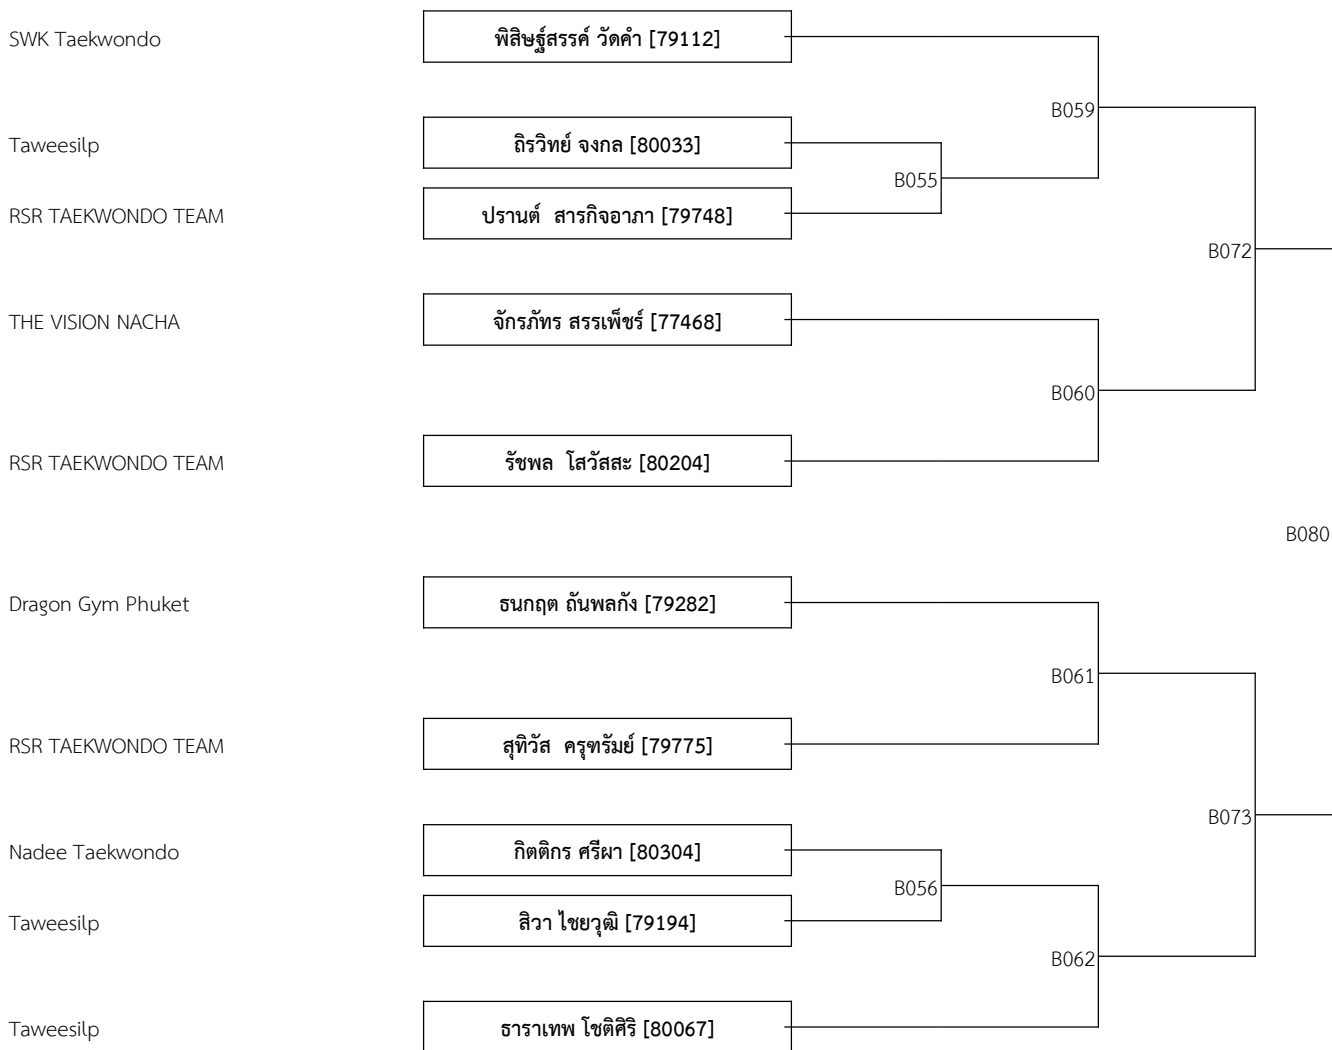 SWK Taekwondo
พิสิษฐ์สรรค์ วัดคำ [79112]
B059
Taweesilp
ถิรวิทย์ จงกล [80033]
B055
RSR TAEKWONDO TEAM
ปรานต์  สารกิจอาภา [79748]
B072
THE VISION NACHA
จักรภัทร สรรเพ็ชร์ [77468]
B060
RSR TAEKWONDO TEAM
รัชพล  โสวัสสะ [80204]
B080
Dragon Gym Phuket
ธนกฤต ถันพลกัง [79282]
B061
RSR TAEKWONDO TEAM
สุทิวัส  ครุฑรัมย์ [79775]
B073
Nadee Taekwondo
กิตติกร ศรีผา [80304]
B056
Taweesilp
สิวา ไชยวุฒิ [79194]
B062
Taweesilp
ธาราเทพ โชติศิริ [80067]